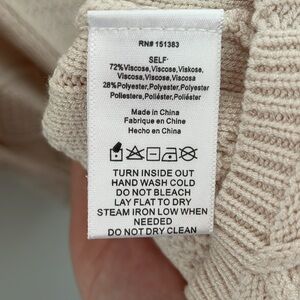 RN# 151383
SELF:
72%Viscose,Viscose,Viskose,
Viscosa,Viscose,Viscosa
28%Polyester,Polyester,Polyester
Poliestere,Poliéster,Poliéster
Made in China
Fabrique en Chine
Hecho en China
TURN INSIDE OUT
HAND WASH COLD
DO NOT BLEACH
LAY FLAT TO DRY
STEAM IRON LOW WHEN
NEEDED
DO NOT DRY CLEAN